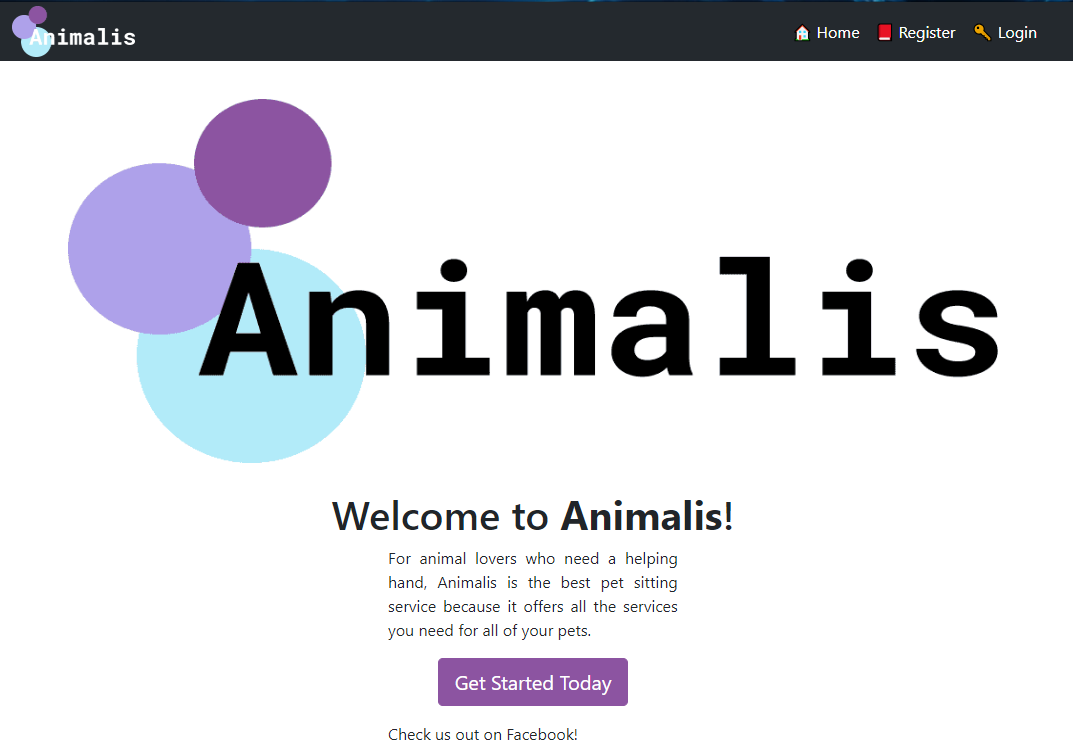 Animalis
Home Register Login
Animalis
Welcome to Animalis!
For animal lovers who need a helping
hand, Animalis is the best pet sitting
service because it offers all the services
you need for all of your pets.
Get Started Today
Check us out on Facebook!